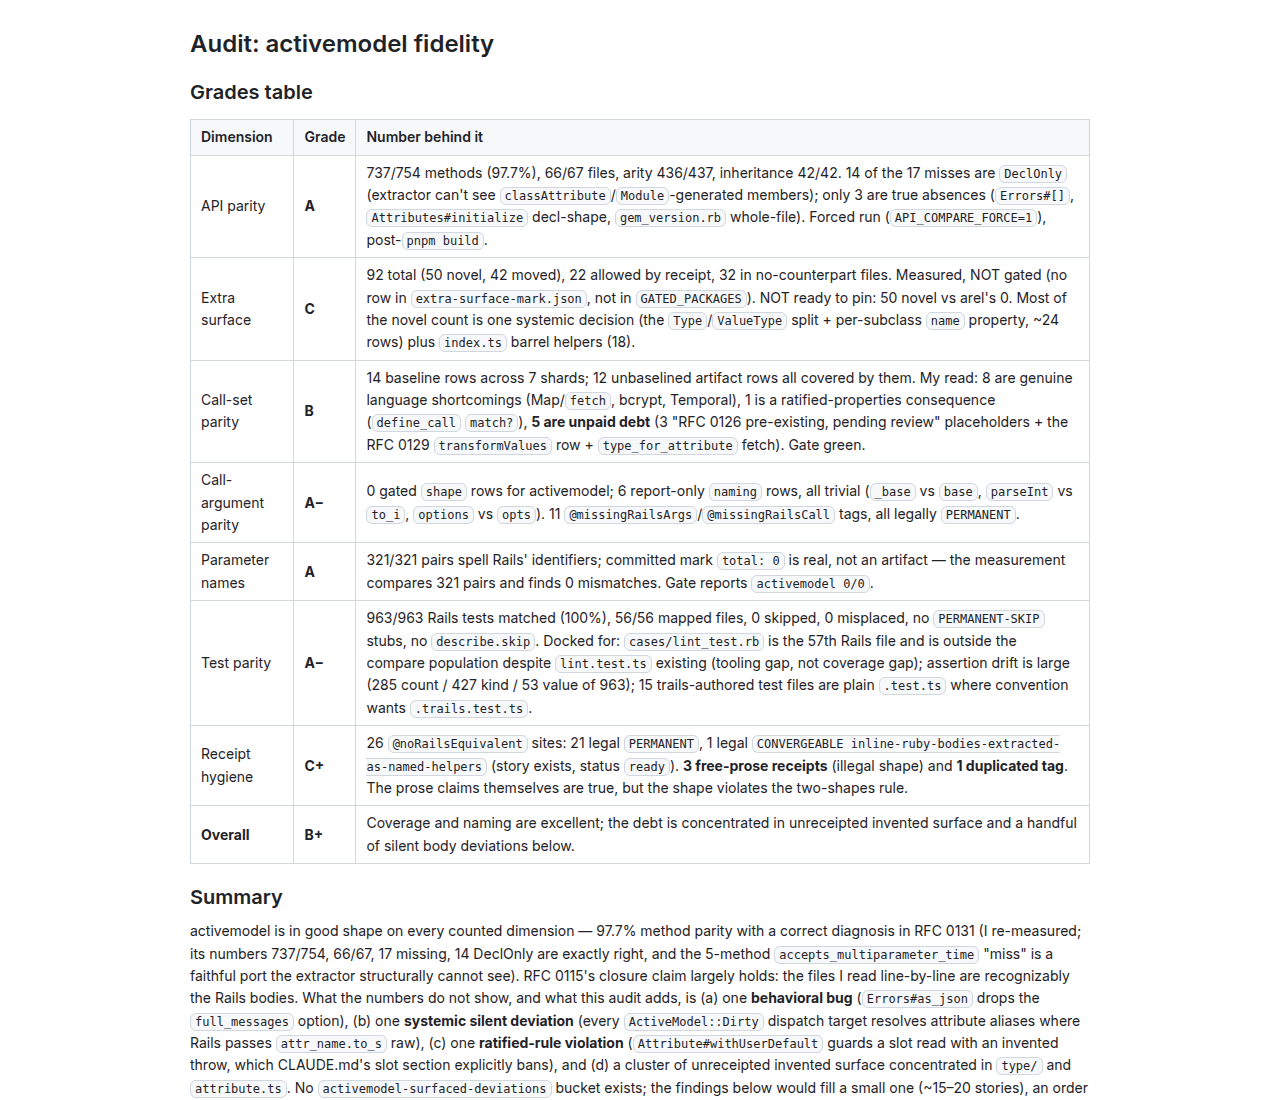 Audit: activemodel fidelity
Grades table
Dimension Grade Number behind it
API parity A 737/754 methods (97.7%), 66/67 files, arity 436/437, inheritance 42/42. 14 of the 17 misses are DeclOnly
(extractor can't see classAttribute/Module-generated members); only 3 are true absences (Errors#[],
Attributes#initialize decl-shape, gem_version.rb whole-file). Forced run (API_COMPARE_FORCE=1),
post-pnpm build.
Extra
surface
C
92 total (50 novel, 42 moved), 22 allowed by receipt, 32 in no-counterpart files. Measured, NOT gated (no
row in extra-surface-mark.json, not in GATED_PACKAGES). NOT ready to pin: 50 novel vs arel's 0. Most of
the novel count is one systemic decision (the Type/ValueType split + per-subclass name property, ~24
rows) plus index.ts barrel helpers (18).
Call-set
parity
B
14 baseline rows across 7 shards; 12 unbaselined artifact rows all covered by them. My read: 8 are genuine
language shortcomings (Map/fetch, bcrypt, Temporal), 1 is a ratified-properties consequence
(define_call match?), 5 are unpaid debt (3 "RFC 0126 pre-existing, pending review" placeholders + the
RFC 0129 transformValues row + type_for_attribute fetch). Gate green.
Call-
argument
parity
A−
0 gated shape rows for activemodel; 6 report-only naming rows, all trivial (_base vs base, parseInt vs
to_i, options vs opts). 11 @missingRailsArgs/@missingRailsCall tags, all legally PERMANENT.
Parameter
names
A
321/321 pairs spell Rails' identifiers; committed mark total: 0 is real, not an artifact — the measurement
compares 321 pairs and finds 0 mismatches. Gate reports activemodel 0/0.
Test parity A−
963/963 Rails tests matched (100%), 56/56 mapped files, 0 skipped, 0 misplaced, no PERMANENT-SKIP
stubs, no describe.skip. Docked for: cases/lint_test.rb is the 57th Rails file and is outside the
compare population despite lint.test.ts existing (tooling gap, not coverage gap); assertion drift is large
(285 count / 427 kind / 53 value of 963); 15 trails-authored test files are plain .test.ts where convention
wants .trails.test.ts.
Receipt
hygiene
C+
26 @noRailsEquivalent sites: 21 legal PERMANENT, 1 legal CONVERGEABLE inline-ruby-bodies-extracted-
as-named-helpers (story exists, status ready). 3 free-prose receipts (illegal shape) and 1 duplicated tag.
The prose claims themselves are true, but the shape violates the two-shapes rule.
Overall B+
Coverage and naming are excellent; the debt is concentrated in unreceipted invented surface and a handful
of silent body deviations below.
Summary
activemodel is in good shape on every counted dimension — 97.7% method parity with a correct diagnosis in RFC 0131 (I re-measured;
its numbers 737/754, 66/67, 17 missing, 14 DeclOnly are exactly right, and the 5-method accepts_multiparameter_time "miss" is a
faithful port the extractor structurally cannot see). RFC 0115's closure claim largely holds: the files I read line-by-line are recognizably
the Rails bodies. What the numbers do not show, and what this audit adds, is (a) one behavioral bug (Errors#as_json drops the
full_messages option), (b) one systemic silent deviation (every ActiveModel::Dirty dispatch target resolves attribute aliases where
Rails passes attr_name.to_s raw), (c) one ratified-rule violation (Attribute#withUserDefault guards a slot read with an invented
throw, which CLAUDE.md's slot section explicitly bans), and (d) a cluster of unreceipted invented surface concentrated in type/ and
attribute.ts. No activemodel-surfaced-deviations bucket exists; the findings below would fill a small one (~15–20 stories), an order